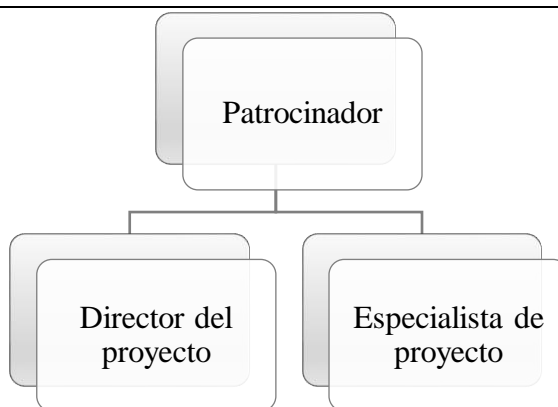 Patrocinador
Director del
proyecto
Especialista de
proyecto